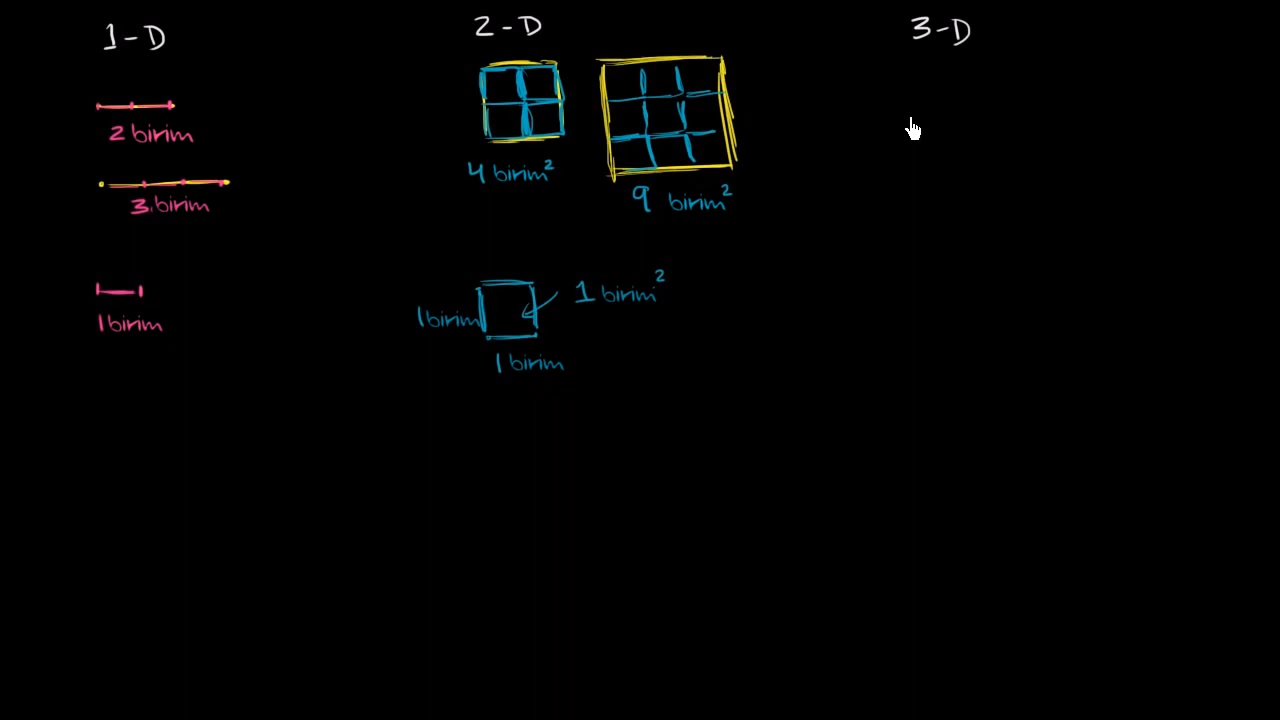 1-D
2 birim
3.birim
1 birim
2-D
4 birim²
9 birim²
1 birim
1 birim²
1 birim
3-D